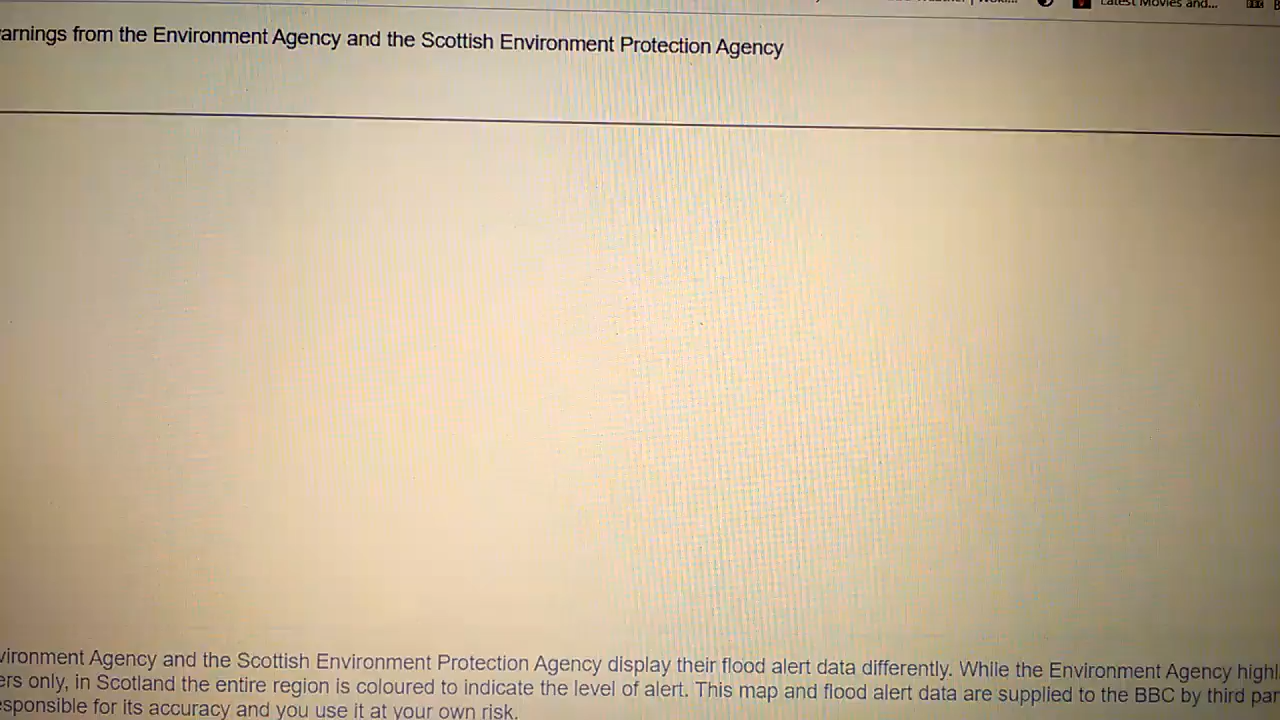 Latest Movies and...
arnings from the Environment Agency and the Scottish Environment Protection Agency
vironment Agency and the Scottish Environment Protection Agency display their flood alert data differently. While the Environment Agency highl
ers only, in Scotland the entire region is coloured to indicate the level of alert. This map and flood alert data are supplied to the BBC by third par
esponsible for its accuracy and you use it at your own risk.